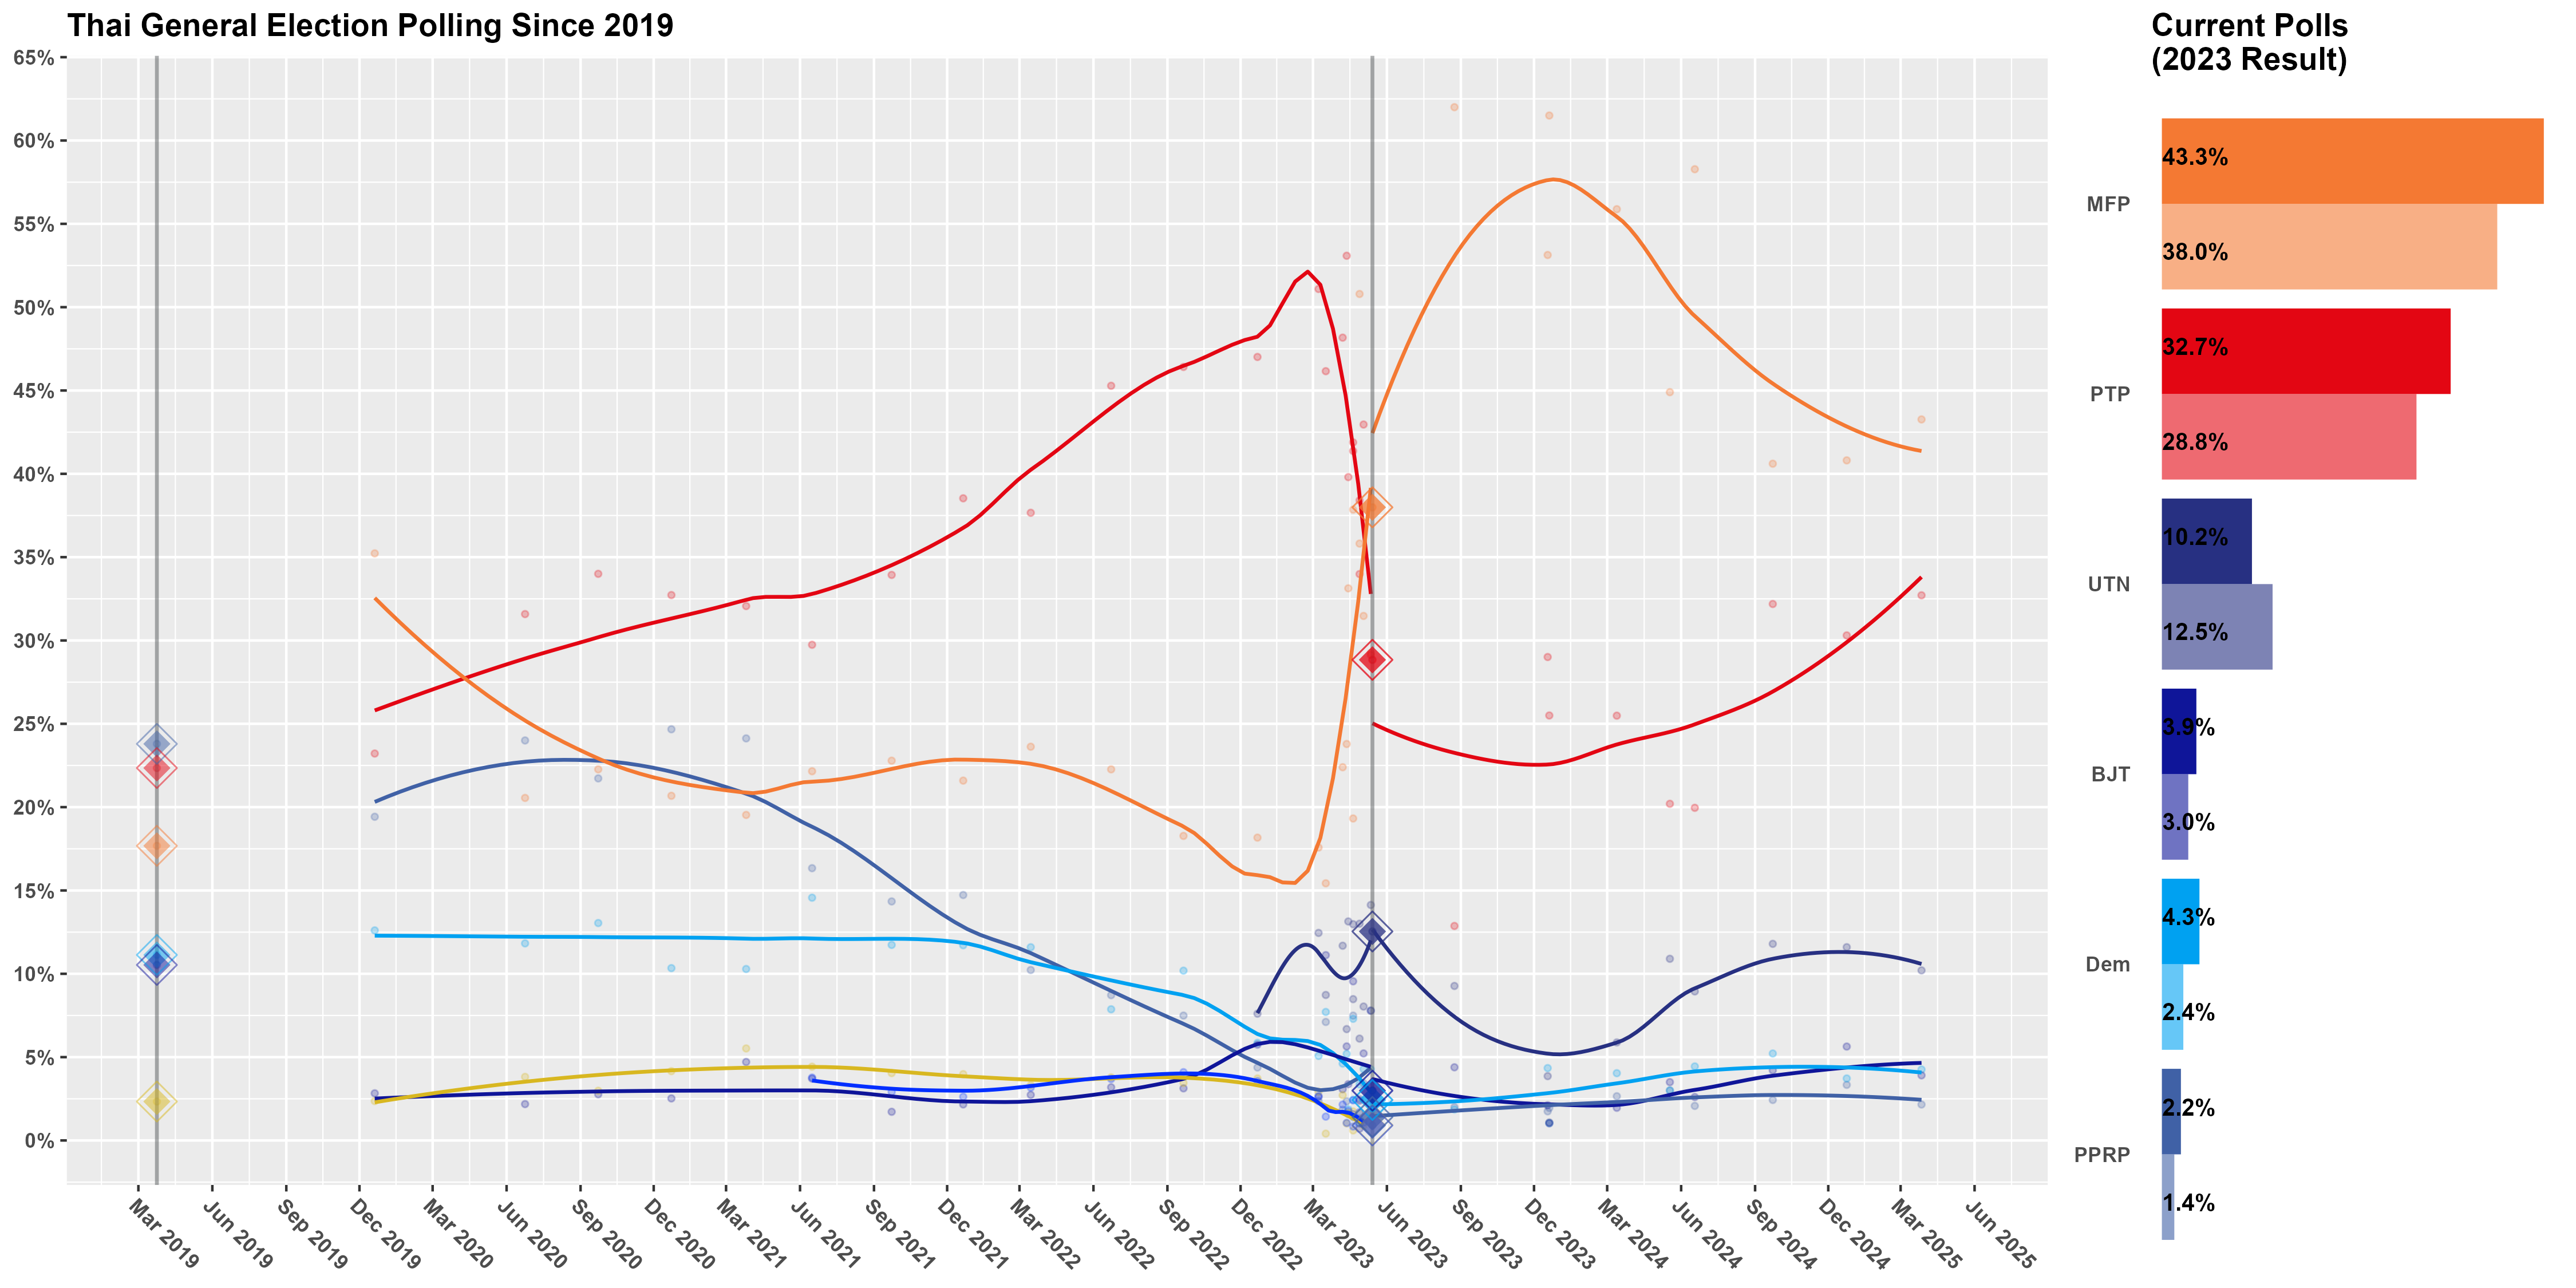 Thai General Election Polling Since 2019
Current Polls
(2023 Result)
65%
60%
55%
50%
45%
40%
35%
30%
25%
20%
15%
10%
5%
0%
Mar 2019
Jun 2019
Sep 2019
Dec 2019
Mar 2020
Jun 2020
Sep 2020
Dec 2020
Mar 2021
Jun 2021
Sep 2021
Dec 2021
Mar 2022
Jun 2022
Sep 2022
Dec 2022
Mar 2023
Jun 2023
Sep 2023
Dec 2023
Mar 2024
Jun 2024
Sep 2024
Dec 2024
Mar 2025
Jun 2025
MFP
43.3%
38.0%
PTP
32.7%
28.8%
UTN
10.2%
12.5%
BJT
3.9%
3.0%
Dem
4.3%
2.4%
PPRP
2.2%
1.4%